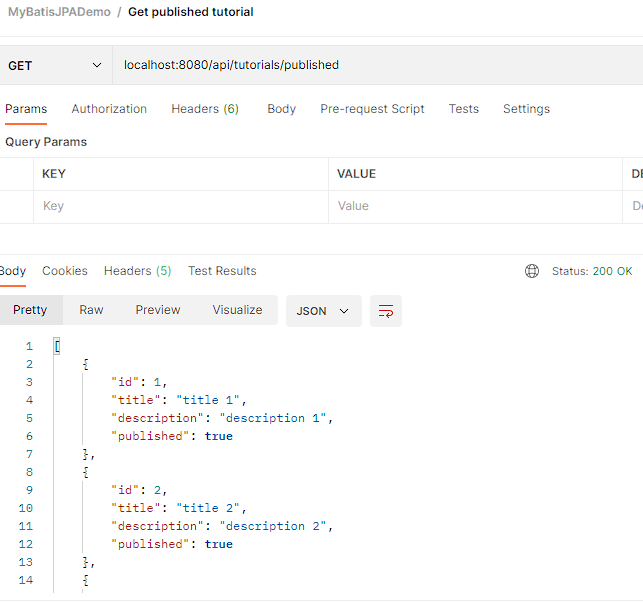 MyBatisJPADemo / Get published tutorial
GET localhost:8080/api/tutorials/published
Params Authorization Headers (6) Body Pre-request Script Tests Settings
Query Params
KEY VALUE DE
Key Value De
Body Cookies Headers (5) Test Results Status: 200 OK
Pretty Raw Preview Visualize JSON
1 [
2 {
3 "id": 1,
4 "title": "title 1",
5 "description": "description 1",
6 "published": true
7 },
8 {
9 "id": 2,
10 "title": "title 2",
11 "description": "description 2",
12 "published": true
13 },
14 {